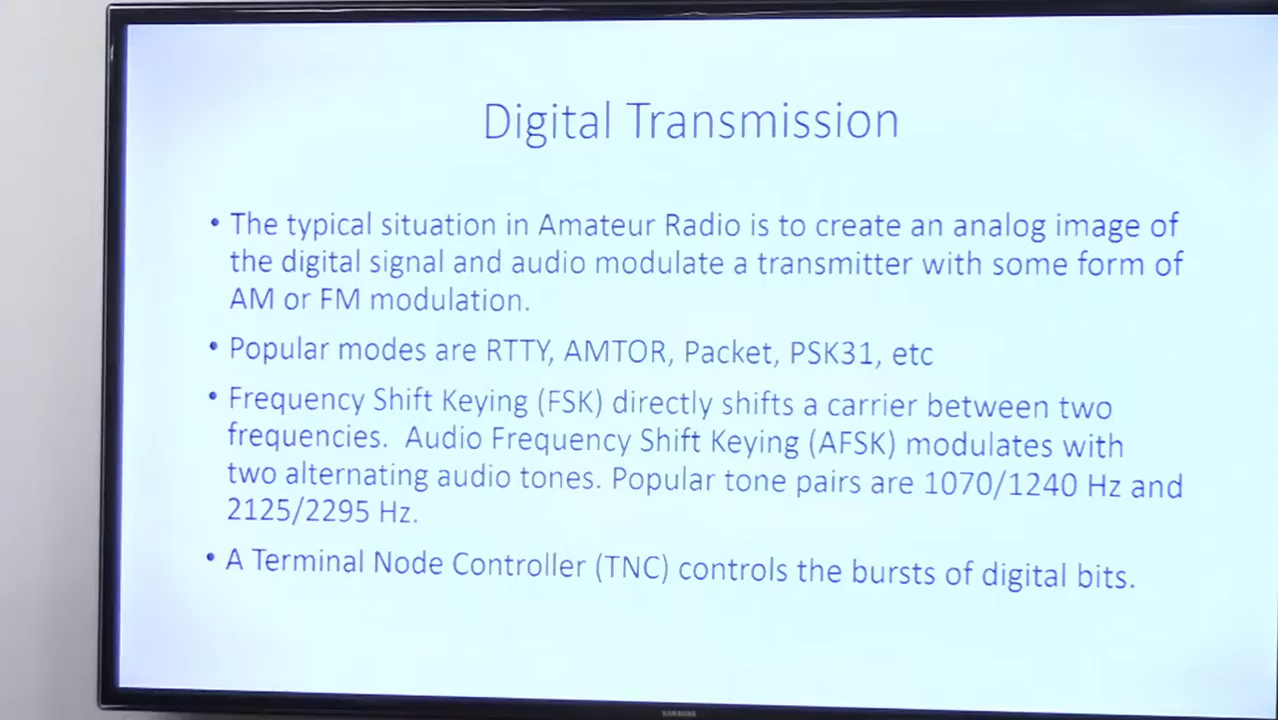 Digital Transmission
• The typical situation in Amateur Radio is to create an analog image of
the digital signal and audio modulate a transmitter with some form of
AM or FM modulation.
• Popular modes are RTTY, AMTOR, Packet, PSK31, etc
• Frequency Shift Keying (FSK) directly shifts a carrier between two
frequencies. Audio Frequency Shift Keying (AFSK) modulates with
two alternating audio tones. Popular tone pairs are 1070/1240 Hz and
2125/2295 Hz.
• A Terminal Node Controller (TNC) controls the bursts of digital bits.
SAMSUNG